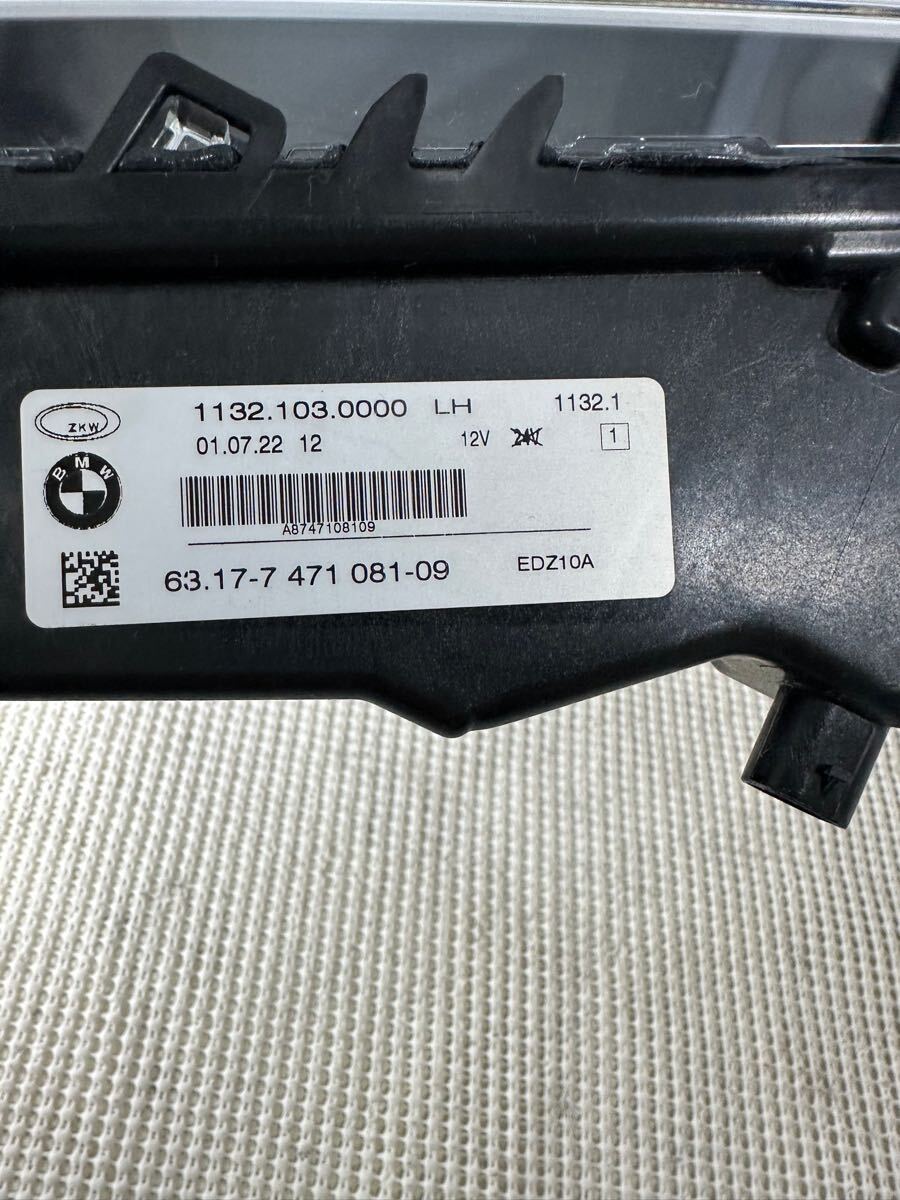 ZKW
1132.103.0000 LH 1132.1
01.07.22 12 12V 24V 1
BMW
A8747108109
63.17-7 471 081-09 EDZ10A